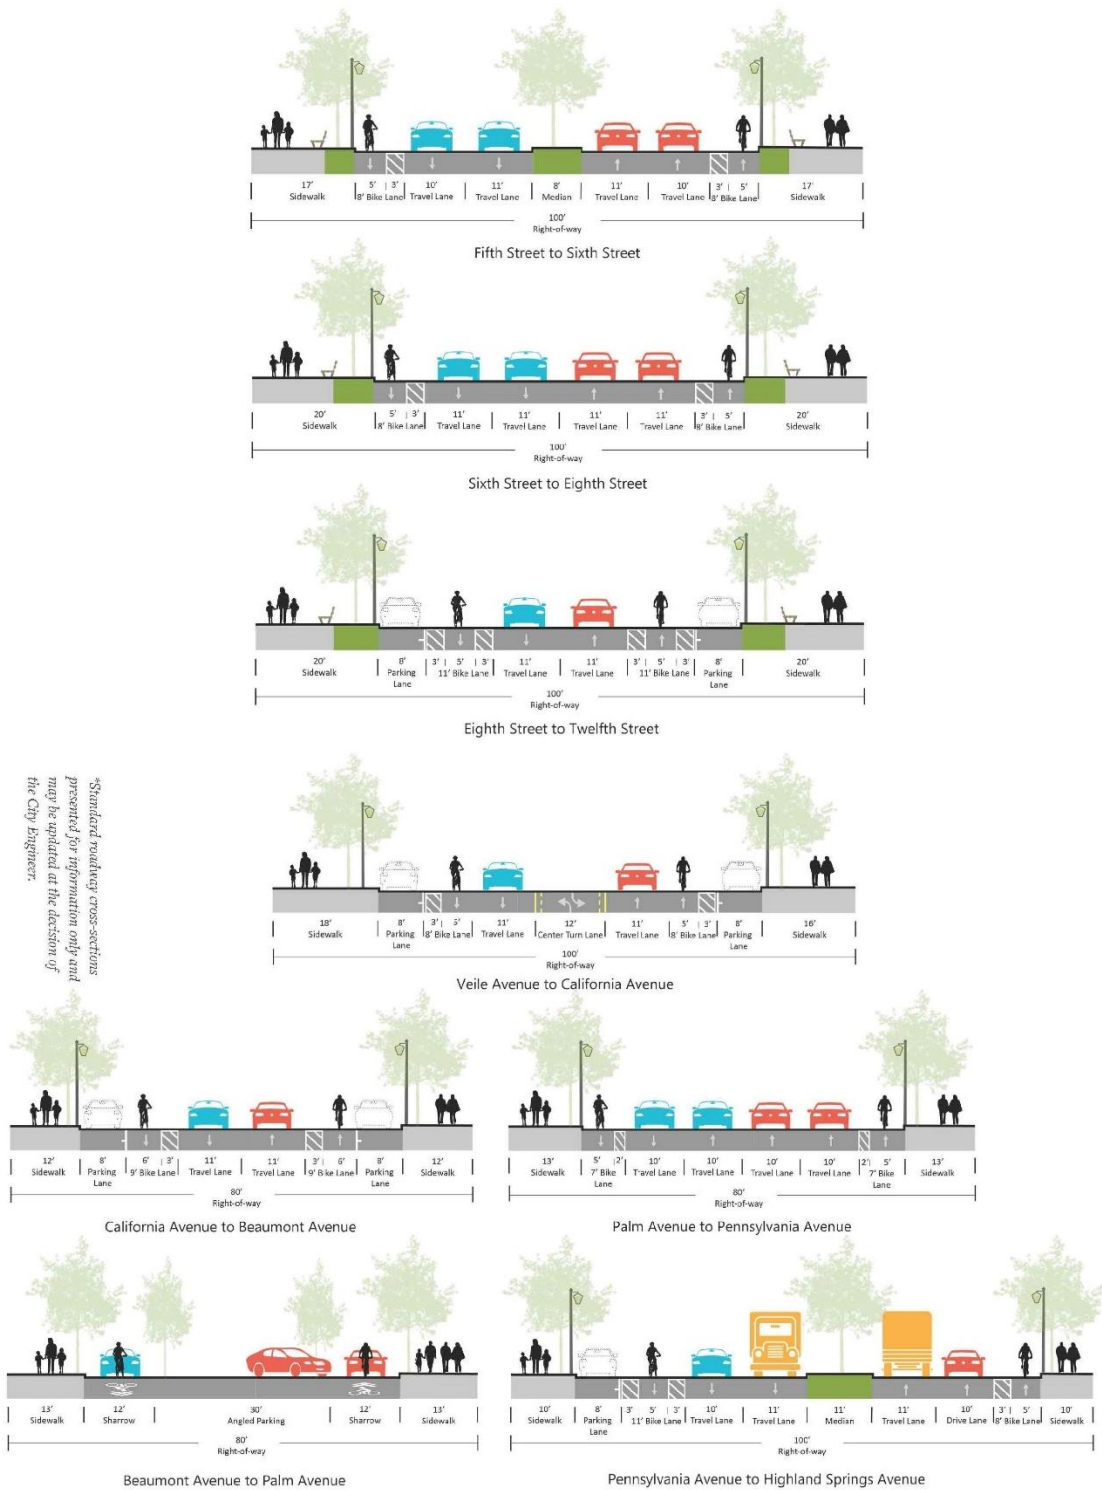 17' 5' 3' 10' 11' 8' 11' 10' 3' 5' 17'
Sidewalk 8' Bike Lane Travel Lane Travel Lane Median Travel Lane Travel Lane 8' Bike Lane Sidewalk
100'
Right-of-way
Fifth Street to Sixth Street
20' 5' 3' 11' 11' 11' 11' 3' 5' 20'
Sidewalk 8' Bike Lane Travel Lane Travel Lane Travel Lane Travel Lane 8' Bike Lane Sidewalk
100'
Right-of-way
Sixth Street to Eighth Street
20' 8' 3' 5' 3' 11' 11' 3' 5' 3' 8' 20'
Sidewalk Parking 11' Bike Lane Travel Lane Travel Lane 11' Bike Lane Parking Sidewalk
Lane Lane
100'
Right-of-way
Eighth Street to Twelfth Street
*Standard roadway cross-sections
presented for information only and
may be updated at the decision of
the City Engineer.
18' 8' 3' 5' 11' 12' 11' 5' 3' 8' 16'
Sidewalk Parking 8' Bike Lane Travel Lane Center Turn Lane Travel Lane 8' Bike Lane Parking Sidewalk
Lane Lane
100'
Right-of-way
Veile Avenue to California Avenue
12' 8' 6' 3' 11' 11' 3' 6' 8' 12'
Sidewalk Parking 9' Bike Lane Travel Lane Travel Lane 9' Bike Lane Parking Sidewalk
Lane Lane
80'
Right-of-way
California Avenue to Beaumont Avenue
13' 5' 2' 10' 10' 10' 10' 2' 5' 13'
Sidewalk 7' Bike Travel Lane Travel Lane Travel Lane Travel Lane 7' Bike Sidewalk
Lane Lane
80'
Right-of-way
Palm Avenue to Pennsylvania Avenue
13' 12' 30' 12' 13'
Sidewalk Sharrow Angled Parking Sharrow Sidewalk
80'
Right-of-way
Beaumont Avenue to Palm Avenue
10' 8' 3' 5' 3' 10' 11' 11' 11' 10' 3' 5' 10'
Sidewalk Parking 11' Bike Lane Travel Lane Travel Lane Median Travel Lane Drive Lane 8' Bike Lane Sidewalk
Lane
100'
Right-of-way
Pennsylvania Avenue to Highland Springs Avenue